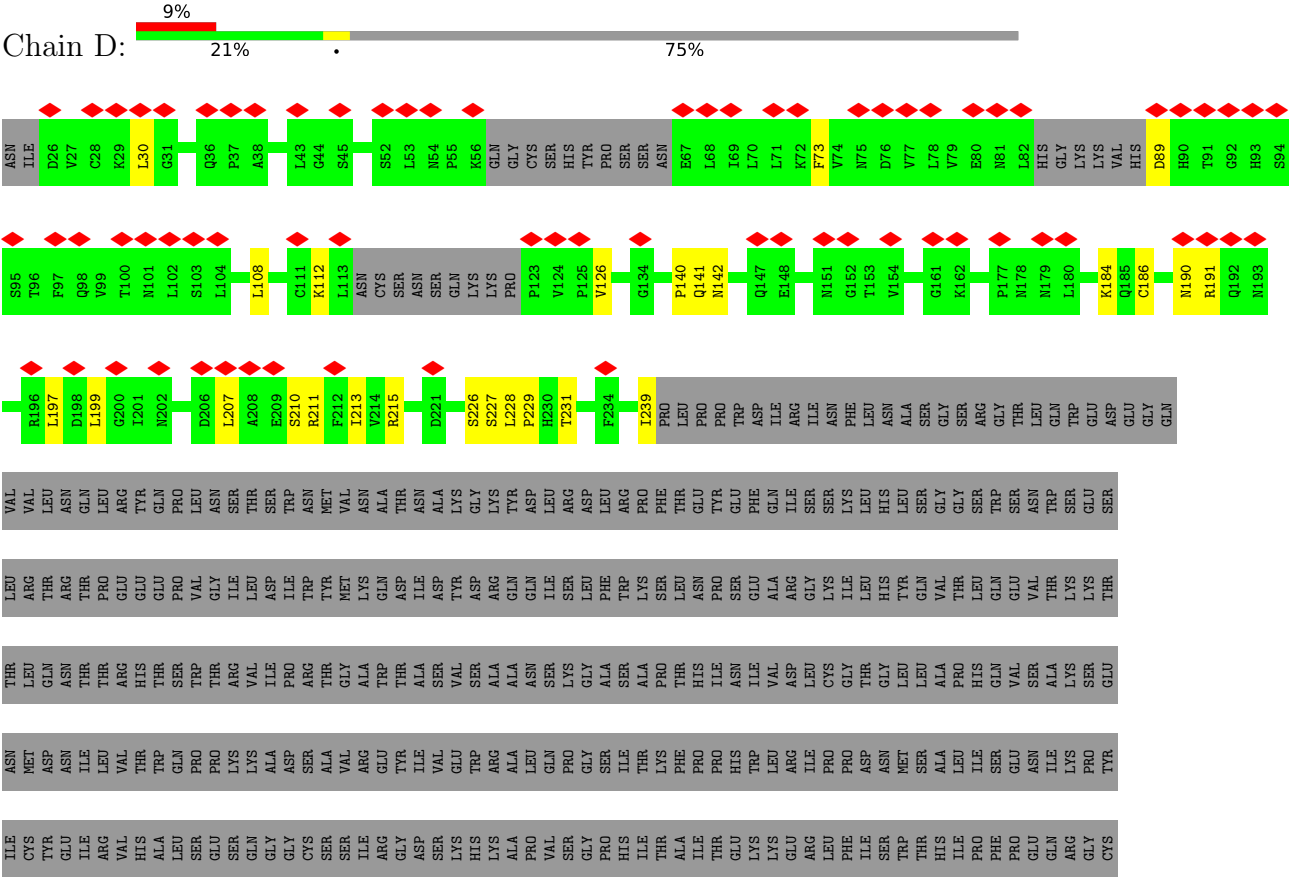 9%
Chain D:
21% • 75%
ASN ILE D26 V27 C28 K29 L30 G31 Q36 P37 A38 L43 G44 S45 S52 L53 N54 P55 K56 GLN GLY CYS SER HIS TYR PRO SER SER ASN E67 L68 I69 L70 L71 K72 F73 V74 N75 D76 V77 L78 V79 E80 N81 L82 HIS GLY LYS LYS VAL HIS D89 H90 T91 G92 H93 S94
S95 T96 F97 Q98 V99 T100 N101 L102 S103 L104 L108 C111 K112 L113 ASN CYS SER ASN SER GLN LYS LYS PRO P123 V124 P125 V126 G134 P140 Q141 N142 Q147 E148 N151 G152 T153 V154 G161 K162 P177 N178 N179 L180 K184 Q185 C186 N190 R191 Q192 N193
R196 L197 D198 L199 G200 I201 N202 D206 L207 A208 E209 S210 R211 F212 I213 V214 R215 D221 S226 S227 L228 P229 H230 T231 F234 I239 PRO LEU PRO PRO TRP ASP ILE ARG ILE ASN PHE LEU ASN ALA SER GLY SER ARG GLY THR LEU GLN TRP GLU ASP GLU GLY GLN
VAL VAL LEU ASN GLN LEU ARG TYR GLN PRO LEU ASN SER THR SER TRP ASN MET VAL ASN ALA THR ASN ALA LYS GLY LYS TYR ASP LEU ARG ASP LEU ARG PRO PHE THR GLU TYR GLU PHE GLN ILE SER SER LYS LEU HIS LEU SER GLY GLY SER TRP SER ASN TRP SER GLU SER
LEU ARG THR ARG THR PRO GLU GLU GLU PRO VAL GLY ILE LEU ASP ILE TRP TYR MET LYS GLN ASP ILE ASP TYR ASP ARG GLN GLN ILE SER LEU PHE TRP LYS SER LEU ASN PRO SER GLU ALA ARG GLY LYS ILE LEU HIS TYR GLN VAL THR LEU GLN GLU VAL THR LYS LYS THR
THR LEU GLN ASN THR THR ARG HIS THR SER TRP THR ARG VAL ILE PRO ARG THR GLY ALA TRP THR ALA SER VAL SER ALA ALA ASN SER LYS GLY ALA SER ALA PRO THR HIS ILE ASN ILE VAL ASP LEU CYS GLY THR GLY LEU LEU ALA PRO HIS GLN VAL SER ALA LYS SER GLU
ASN MET ASP ASN ILE LEU VAL THR TRP GLN PRO PRO LYS LYS ALA ASP SER ALA VAL ARG GLU TYR ILE VAL GLU TRP ARG ALA LEU GLN PRO GLY SER ILE THR LYS PHE PRO PRO HIS TRP LEU ARG ILE PRO PRO ASP ASN MET SER ALA LEU ILE SER GLU ASN ILE LYS PRO TYR
ILE CYS TYR GLU ILE ARG VAL HIS ALA LEU SER GLU SER GLN GLY GLY CYS SER SER ILE ARG GLY ASP SER LYS HIS LYS ALA PRO VAL SER GLY PRO HIS ILE THR ALA ILE THR GLU LYS LYS GLU ARG LEU PHE ILE SER TRP THR HIS ILE PRO PHE PRO GLU GLN ARG GLY CYS